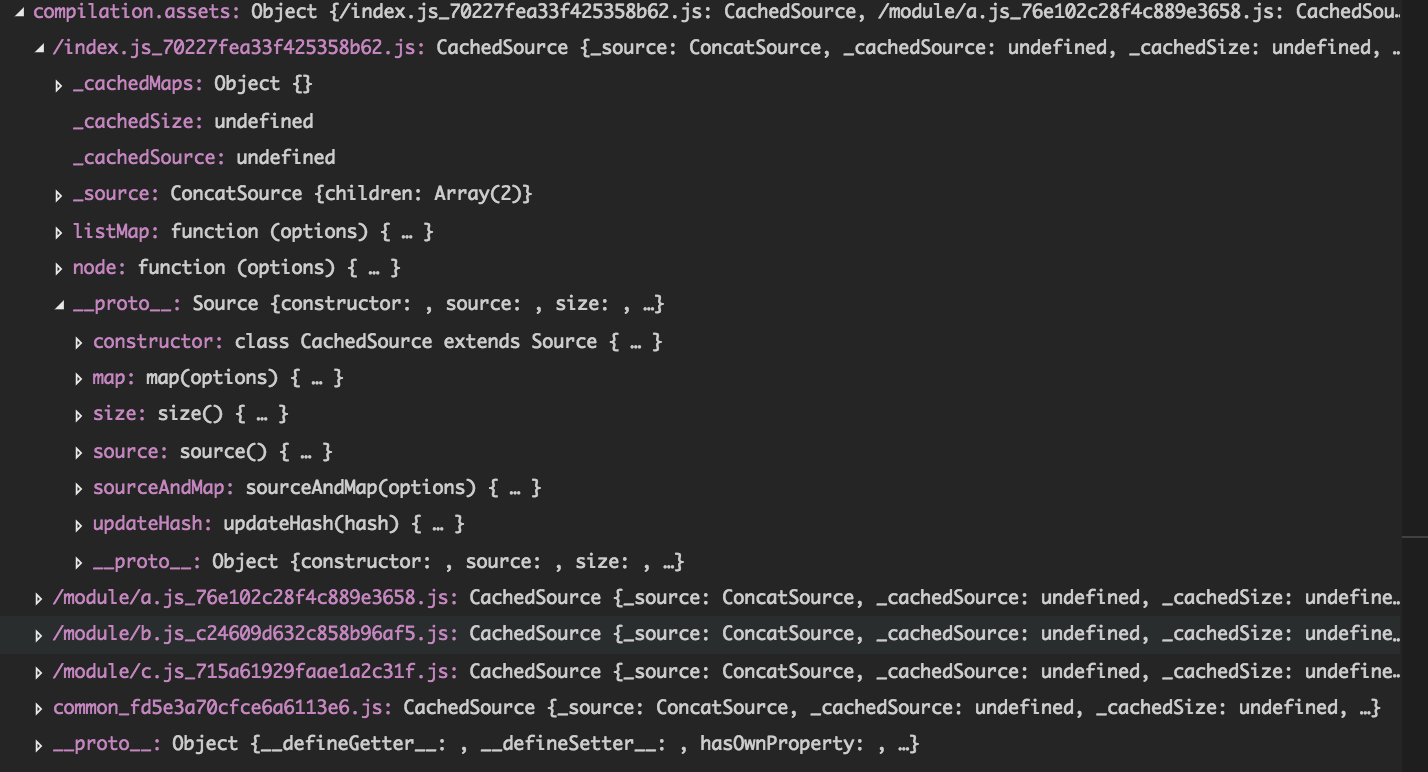 compilation.assets: Object {/index.js_70227fea33f425358b62.js: CachedSource, /module/a.js_76e102c28f4c889e3658.js: CachedSou…
/index.js_70227fea33f425358b62.js: CachedSource {_source: ConcatSource, _cachedSource: undefined, _cachedSize: undefined, …
_cachedMaps: Object {}
_cachedSize: undefined
_cachedSource: undefined
_source: ConcatSource {children: Array(2)}
listMap: function (options) { … }
node: function (options) { … }
__proto__: Source {constructor: , source: , size: , …}
constructor: class CachedSource extends Source { … }
map: map(options) { … }
size: size() { … }
source: source() { … }
sourceAndMap: sourceAndMap(options) { … }
updateHash: updateHash(hash) { … }
__proto__: Object {constructor: , source: , size: , …}
/module/a.js_76e102c28f4c889e3658.js: CachedSource {_source: ConcatSource, _cachedSource: undefined, _cachedSize: undefine…
/module/b.js_c24609d632c858b96af5.js: CachedSource {_source: ConcatSource, _cachedSource: undefined, _cachedSize: undefine…
/module/c.js_715a61929faae1a2c31f.js: CachedSource {_source: ConcatSource, _cachedSource: undefined, _cachedSize: undefine…
common_fd5e3a70cfce6a6113e6.js: CachedSource {_source: ConcatSource, _cachedSource: undefined, _cachedSize: undefined, …}
__proto__: Object {__defineGetter__: , __defineSetter__: , hasOwnProperty: , …}